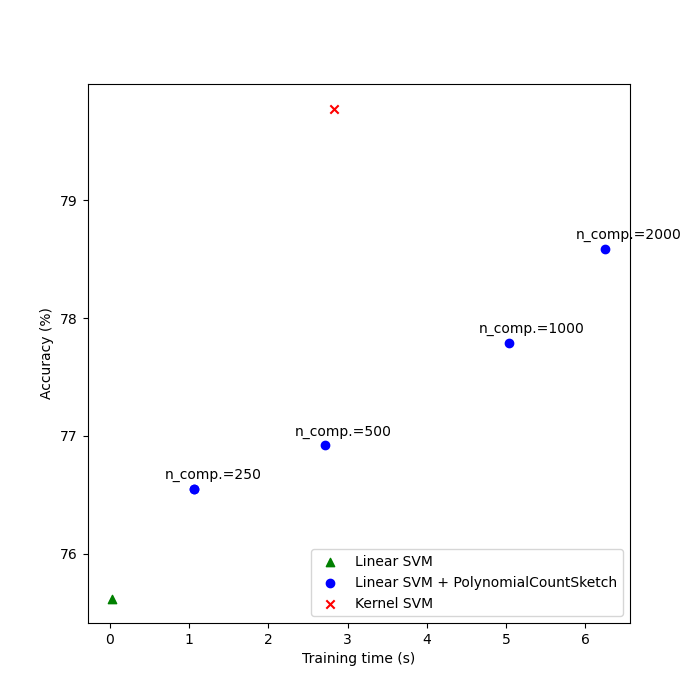 n_comp.=2000
n_comp.=1000
n_comp.=500
n_comp.=250
79
78
77
76
Accuracy (%)
Linear SVM
Linear SVM + PolynomialCountSketch
Kernel SVM
0 1 2 3 4 5 6
Training time (s)